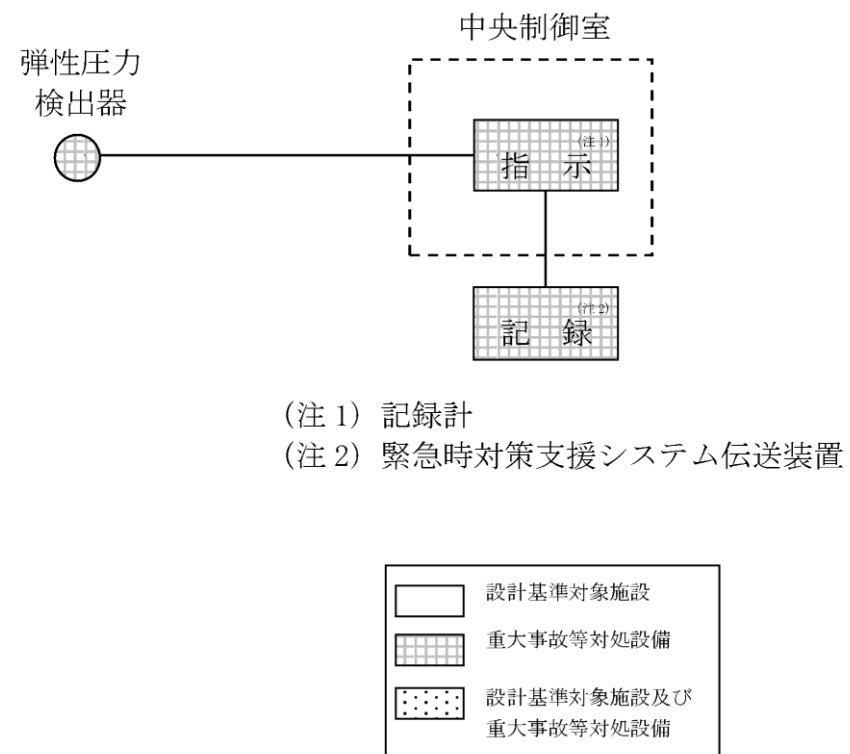 中央制御室
弾性圧力
検出器
(注1)
指 示
(注2)
記 録
(注1) 記録計
(注2) 緊急時対策支援システム伝送装置
設計基準対象施設
重大事故等対処設備
設計基準対象施設及び
重大事故等対処設備